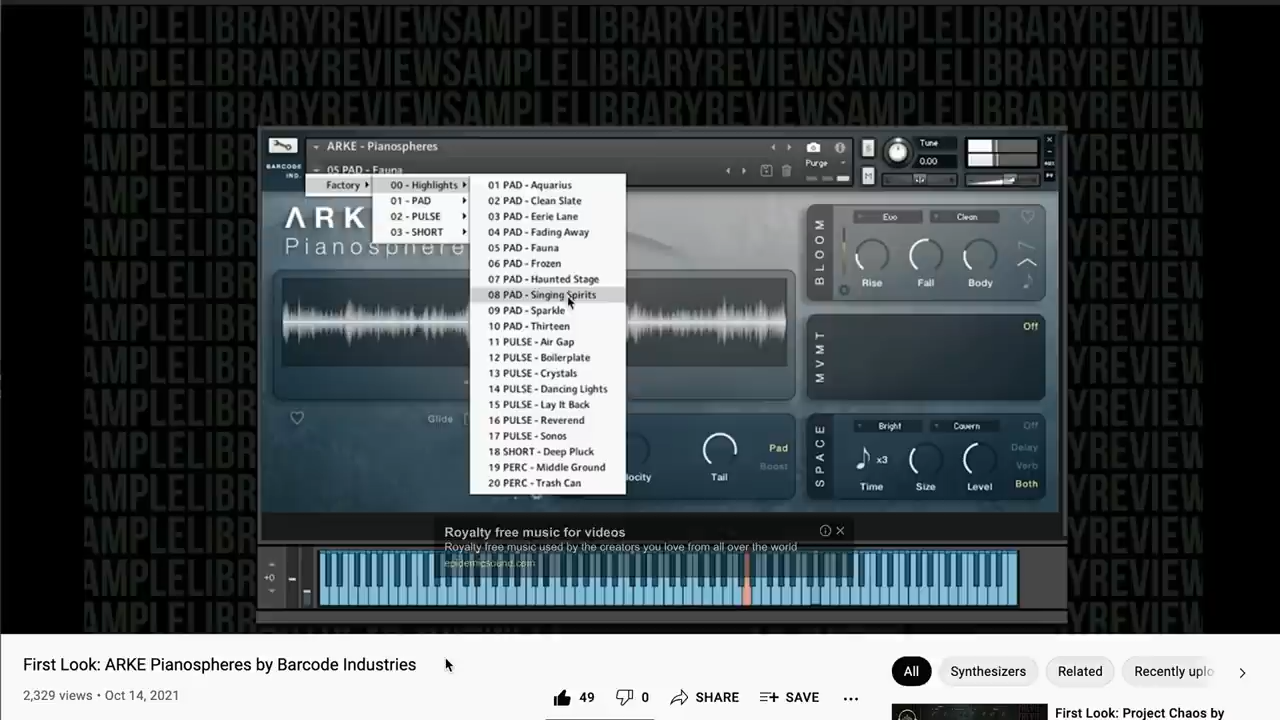 AMPLELIBRARYREVIEWSAMPLELIBRARYREVIEWSAMPLELIBRARYREVIEW
ARKE - Pianospheres
Tune
0.00
Purge
BARCODE
IND.
05 PAD - Fauna
Factory
00 - Highlights
01 - PAD
02 - PULSE
03 - SHORT
01 PAD - Aquarius
02 PAD - Clean Slate
03 PAD - Eerie Lane
04 PAD - Fading Away
05 PAD - Fauna
06 PAD - Frozen
07 PAD - Haunted Stage
08 PAD - Singing Spirits
09 PAD - Sparkle
10 PAD - Thirteen
11 PULSE - Air Gap
12 PULSE - Boilerplate
13 PULSE - Crystals
14 PULSE - Dancing Lights
15 PULSE - Lay It Back
16 PULSE - Reverend
17 PULSE - Sonos
18 SHORT - Deep Pluck
19 PERC - Middle Ground
20 PERC - Trash Can
ARK
Pianosphere
BLOOM
Evo Clean
Rise Fall Body
MVMT
Off
Glide
locity
Tail
Pad
Boost
SPACE
Bright Cavern Off
x3
Delay
Verb
Both
Time Size Level
Royalty free music for videos
Royalty free music used by the creators you love from all over the world
epidemicsound.com
+0
First Look: ARKE Pianospheres by Barcode Industries
2,329 views • Oct 14, 2021
49 0 SHARE SAVE
All Synthesizers Related Recently uplo
First Look: Project Chaos by